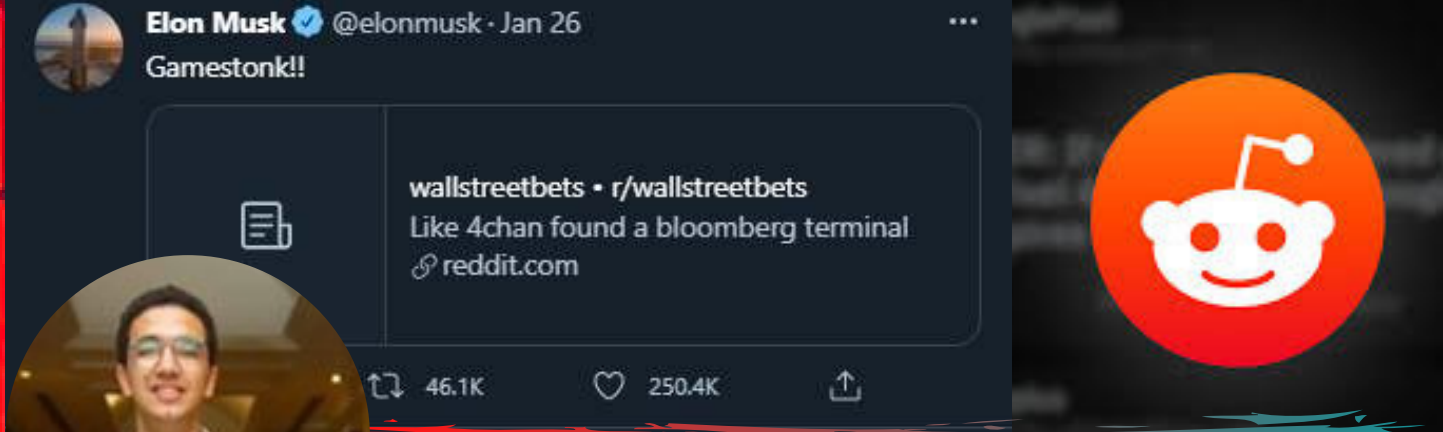 Elon Musk @elonmusk · Jan 26
Gamestonk!!
wallstreetbets • r/wallstreetbets
Like 4chan found a bloomberg terminal
reddit.com
46.1K 250.4K